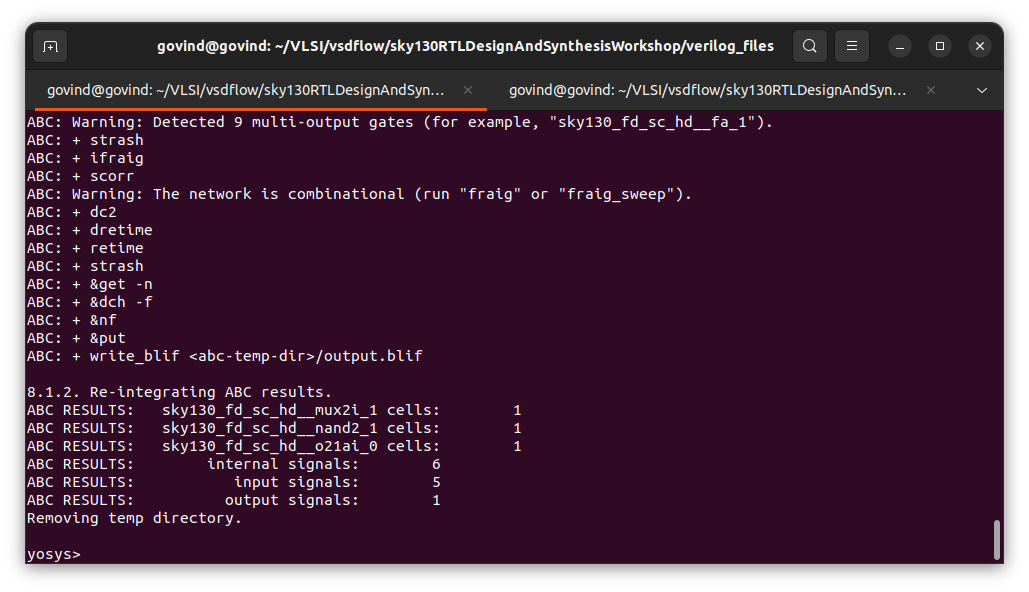 govind@govind: ~/VLSI/vsdflow/sky130RTLDesignAndSynthesisWorkshop/verilog_files
govind@govind: ~/VLSI/vsdflow/sky130RTLDesignAndSyn... govind@govind: ~/VLSI/vsdflow/sky130RTLDesignAndSyn...
ABC: Warning: Detected 9 multi-output gates (for example, "sky130_fd_sc_hd__fa_1").
ABC: + strash
ABC: + ifraig
ABC: + scorr
ABC: Warning: The network is combinational (run "fraig" or "fraig_sweep").
ABC: + dc2
ABC: + dretime
ABC: + retime
ABC: + strash
ABC: + &get -n
ABC: + &dch -f
ABC: + &nf
ABC: + &put
ABC: + write_blif <abc-temp-dir>/output.blif
8.1.2. Re-integrating ABC results.
ABC RESULTS:   sky130_fd_sc_hd__mux2i_1 cells:        1
ABC RESULTS:   sky130_fd_sc_hd__nand2_1 cells:        1
ABC RESULTS:   sky130_fd_sc_hd__o21ai_0 cells:        1
ABC RESULTS:        internal signals:        6
ABC RESULTS:           input signals:        5
ABC RESULTS:          output signals:        1
Removing temp directory.
yosys>